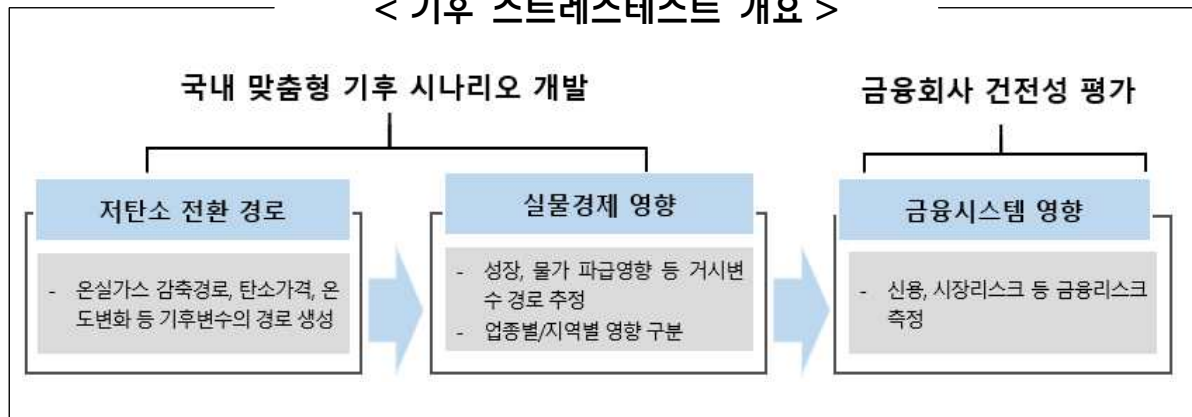 < 기후 스트레스테스트 개요 >
국내 맞춤형 기후 시나리오 개발
금융회사 건전성 평가
저탄소 전환 경로
- 온실가스 감축경로, 탄소가격, 온
도변화 등 기후변수의 경로 생성
실물경제 영향
- 성장, 물가 파급영향 등 거시변
수 경로 추정
- 업종별/지역별 영향 구분
금융시스템 영향
- 신용, 시장리스크 등 금융리스크
측정